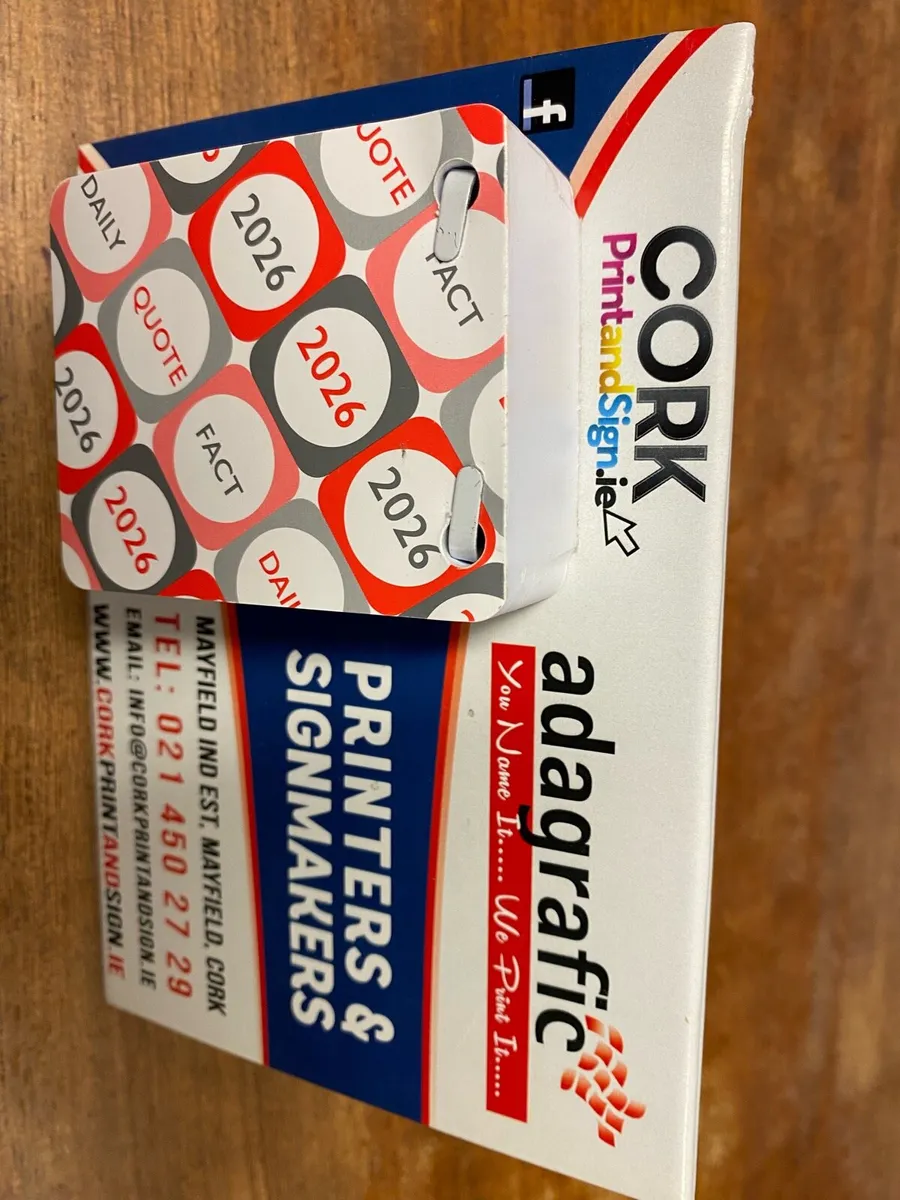 f
CORK
PrintandSign.ie
adagrafic
You Name It..... We Print It.....
PRINTERS &
SIGNMAKERS
MAYFIELD IND EST, MAYFIELD, CORK
TEL: 021 450 27 29
EMAIL: INFO@CORKPRINTANDSIGN.IE
WWW.CORKPRINTANDSIGN.IE
QUOTE
FACT
2026
2026
2026
DAILY
QUOTE
FACT
DAI
2026
2026